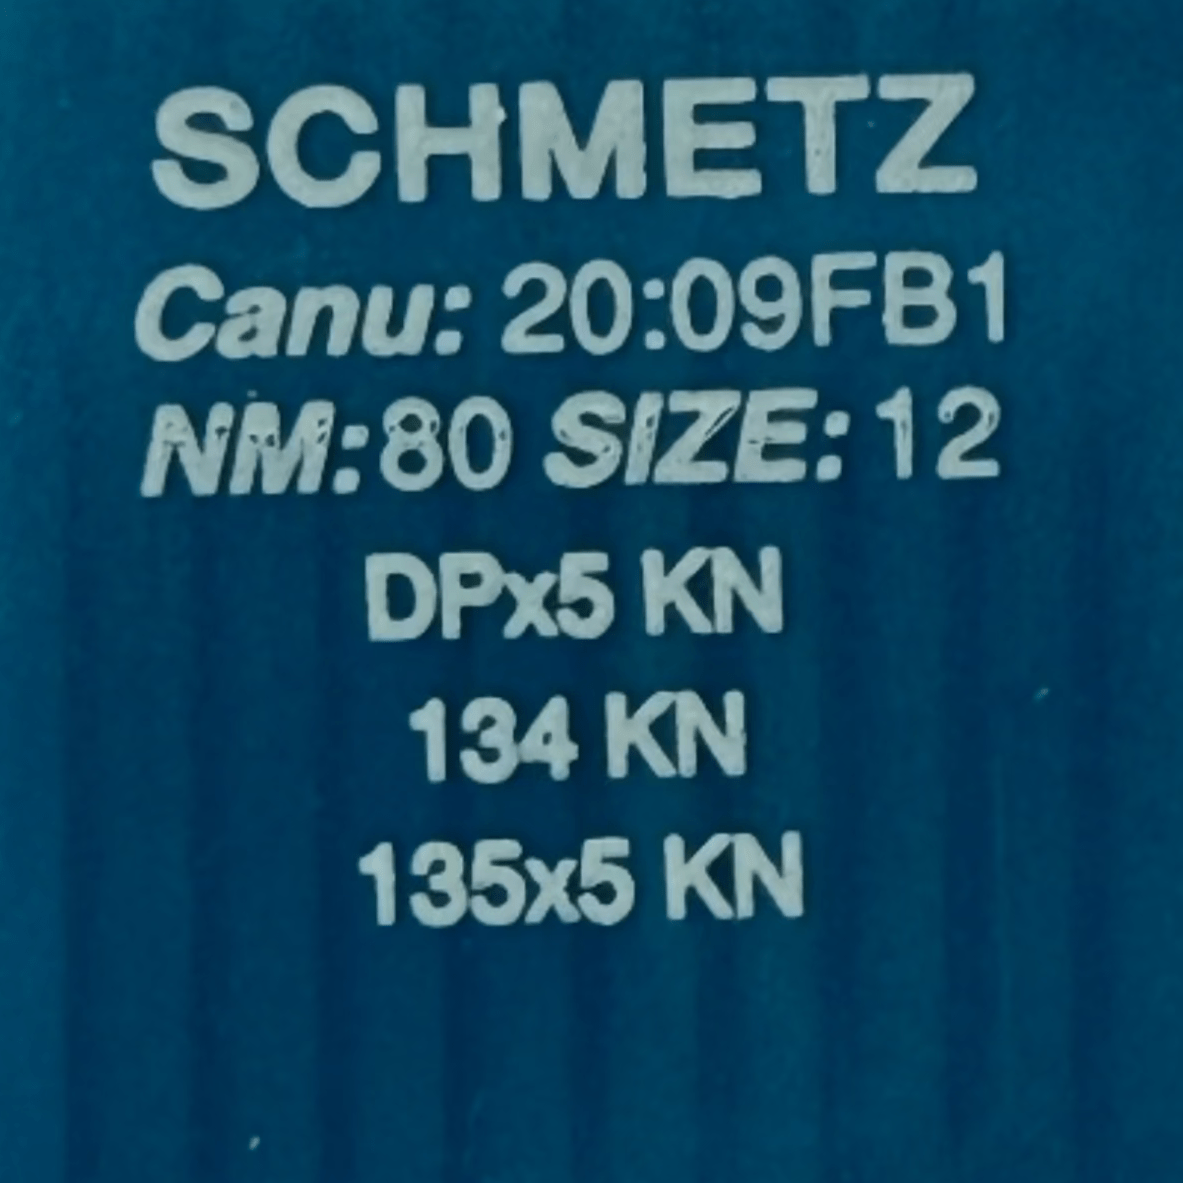 SCHMETZ
Canu: 20:09FB1
NM:80 SIZE:12
DPx5 KN
134 KN
135x5 KN